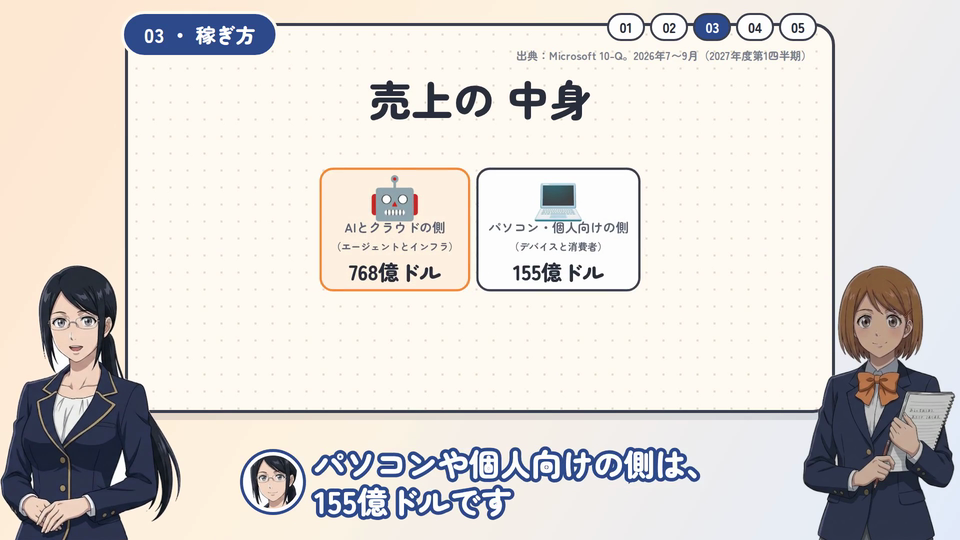 03 ・ 稼ぎ方
01 02 03 04 05
出典：Microsoft 10-Q。2026年7〜9月（2027年度第1四半期）
売上の 中身
AIとクラウドの側
（エージェントとインフラ）
768億ドル
パソコン・個人向けの側
（デバイスと消費者）
155億ドル
パソコンや個人向けの側は、
155億ドルです